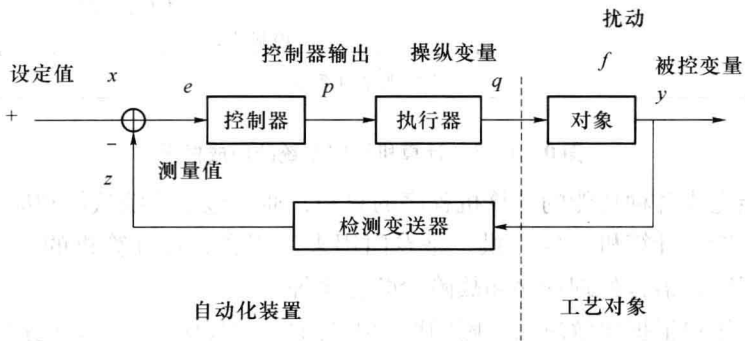 扰动
控制器输出 操纵变量 f 被控变量
设定值 x e p q y
+ 控制器 执行器 对象
−
z 测量值
检测变送器
自动化装置 工艺对象